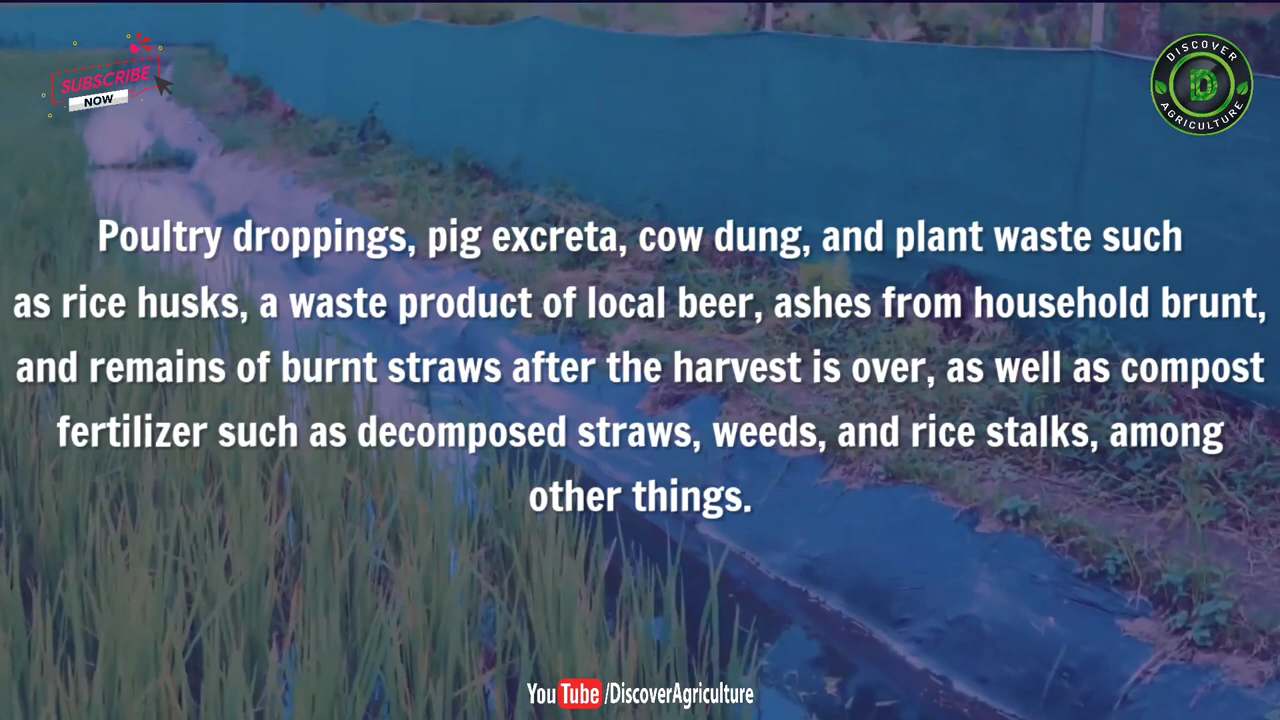 SUBSCRIBE
NOW
DISCOVER
D
AGRICULTURE
Poultry droppings, pig excreta, cow dung, and plant waste such
as rice husks, a waste product of local beer, ashes from household brunt,
and remains of burnt straws after the harvest is over, as well as compost
fertilizer such as decomposed straws, weeds, and rice stalks, among
other things.
You Tube /DiscoverAgriculture